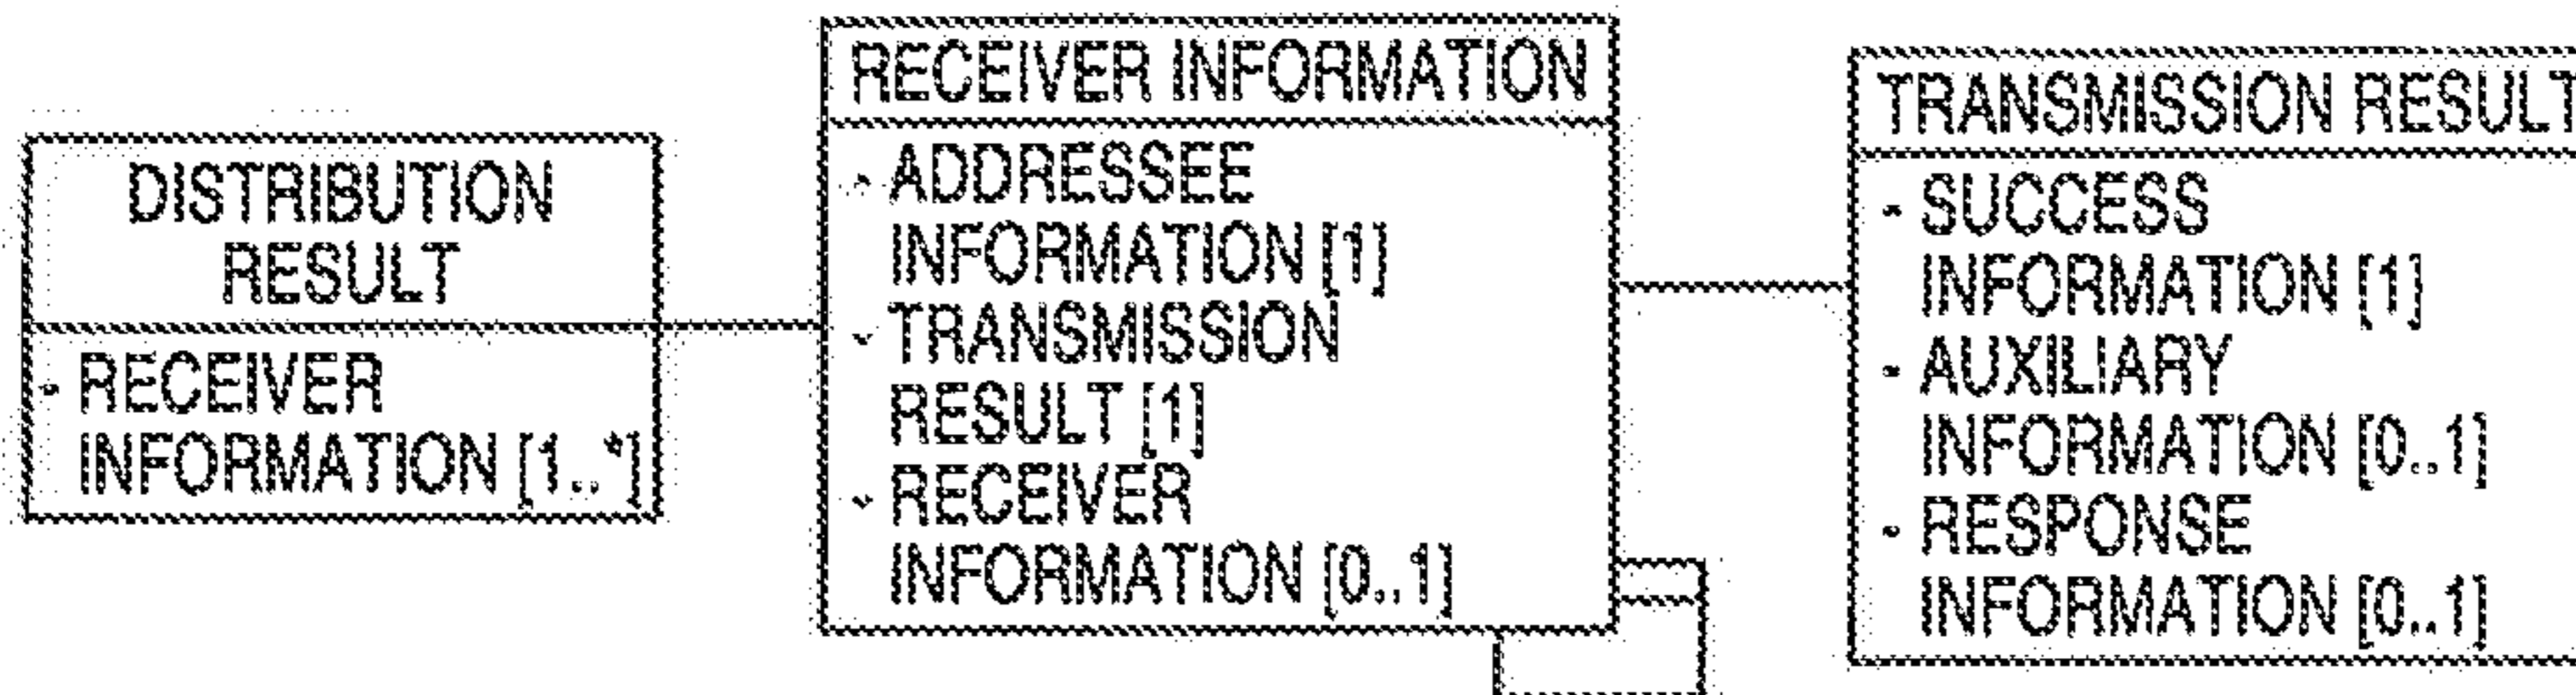 DISTRIBUTION
RESULT
- RECEIVER
INFORMATION [1..*]
RECEIVER INFORMATION
- ADDRESSEE
INFORMATION [1]
- TRANSMISSION
RESULT [1]
- RECEIVER
INFORMATION [0..1]
TRANSMISSION RESULT
- SUCCESS
INFORMATION [1]
- AUXILIARY
INFORMATION [0..1]
- RESPONSE
INFORMATION [0..1]